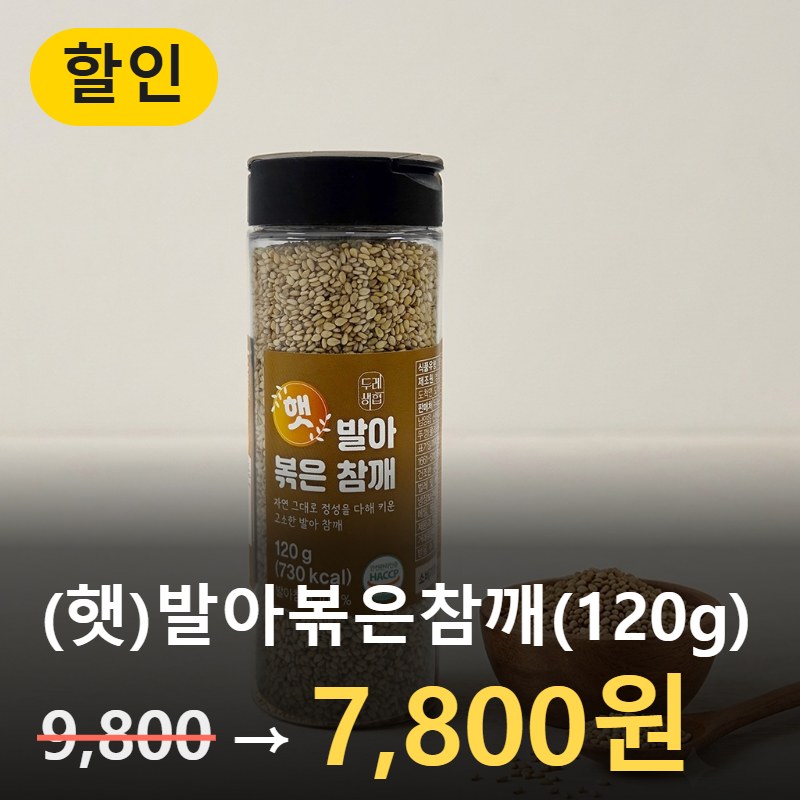 할인
두레
생협
햇
발아
볶은 참깨
자연 그대로 정성을 다해 키운
고소한 발아 참깨
120 g
(730 kcal)
HACCP
(햇)발아볶은참깨(120g)
9,800 → 7,800원